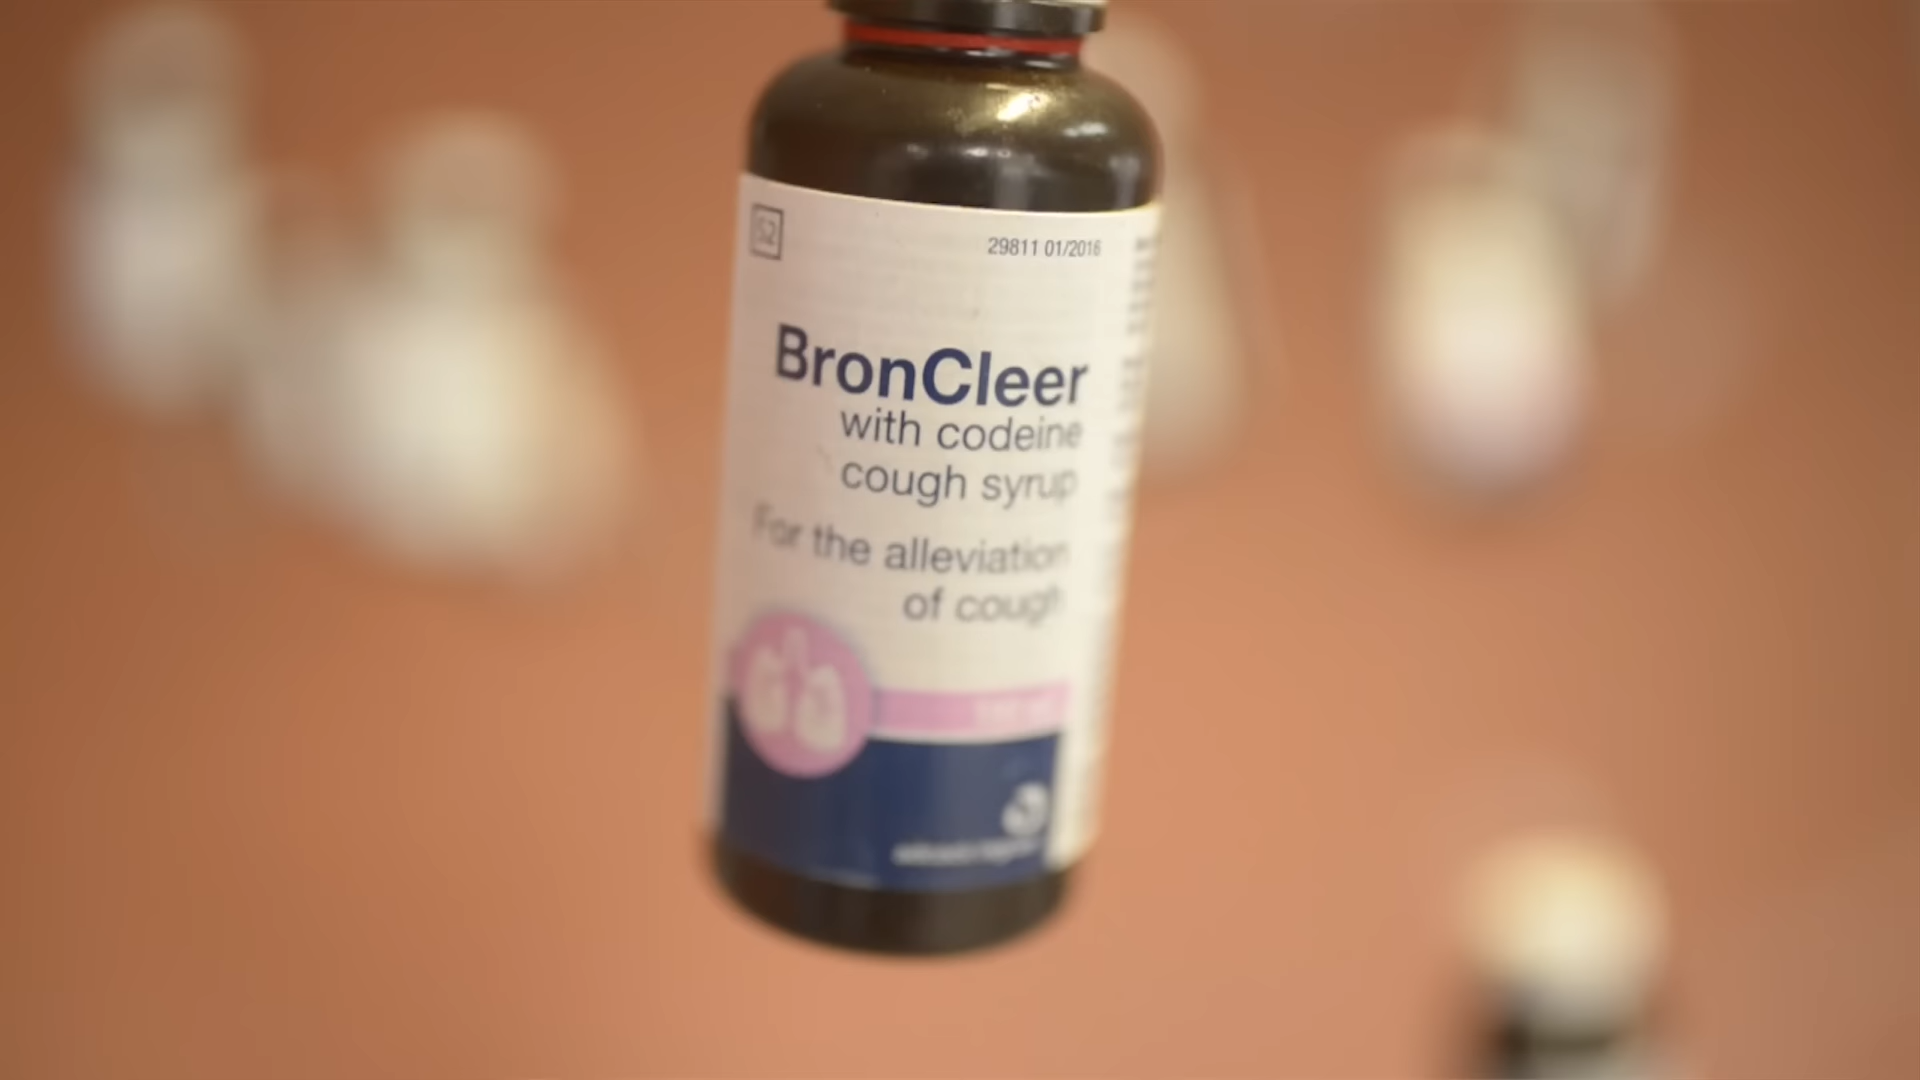 S2
29811 01/2016
BronCleer
with codeine
cough syrup
For the alleviation
of cough